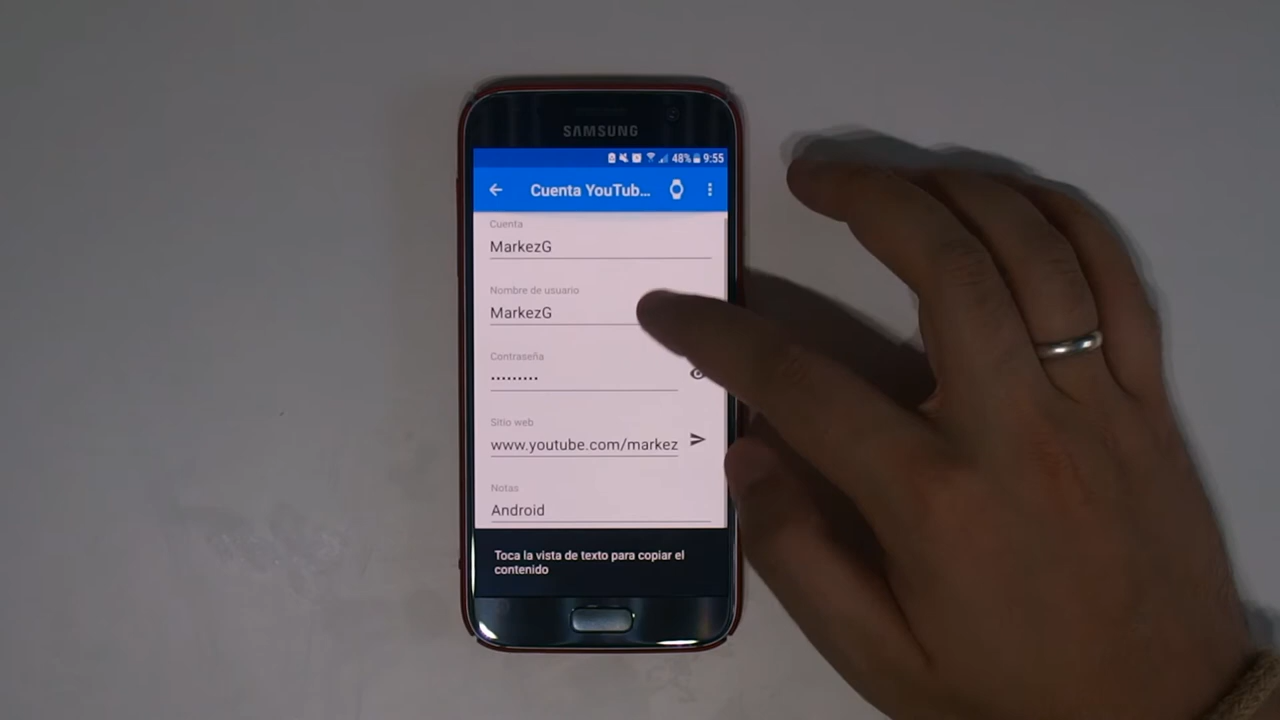 SAMSUNG
48% 9:55
Cuenta YouTub...
Cuenta
MarkezG
Nombre de usuario
MarkezG
Contraseña
•••••••••
Sitio web
www.youtube.com/markez
Notas
Android
Toca la vista de texto para copiar el
contenido